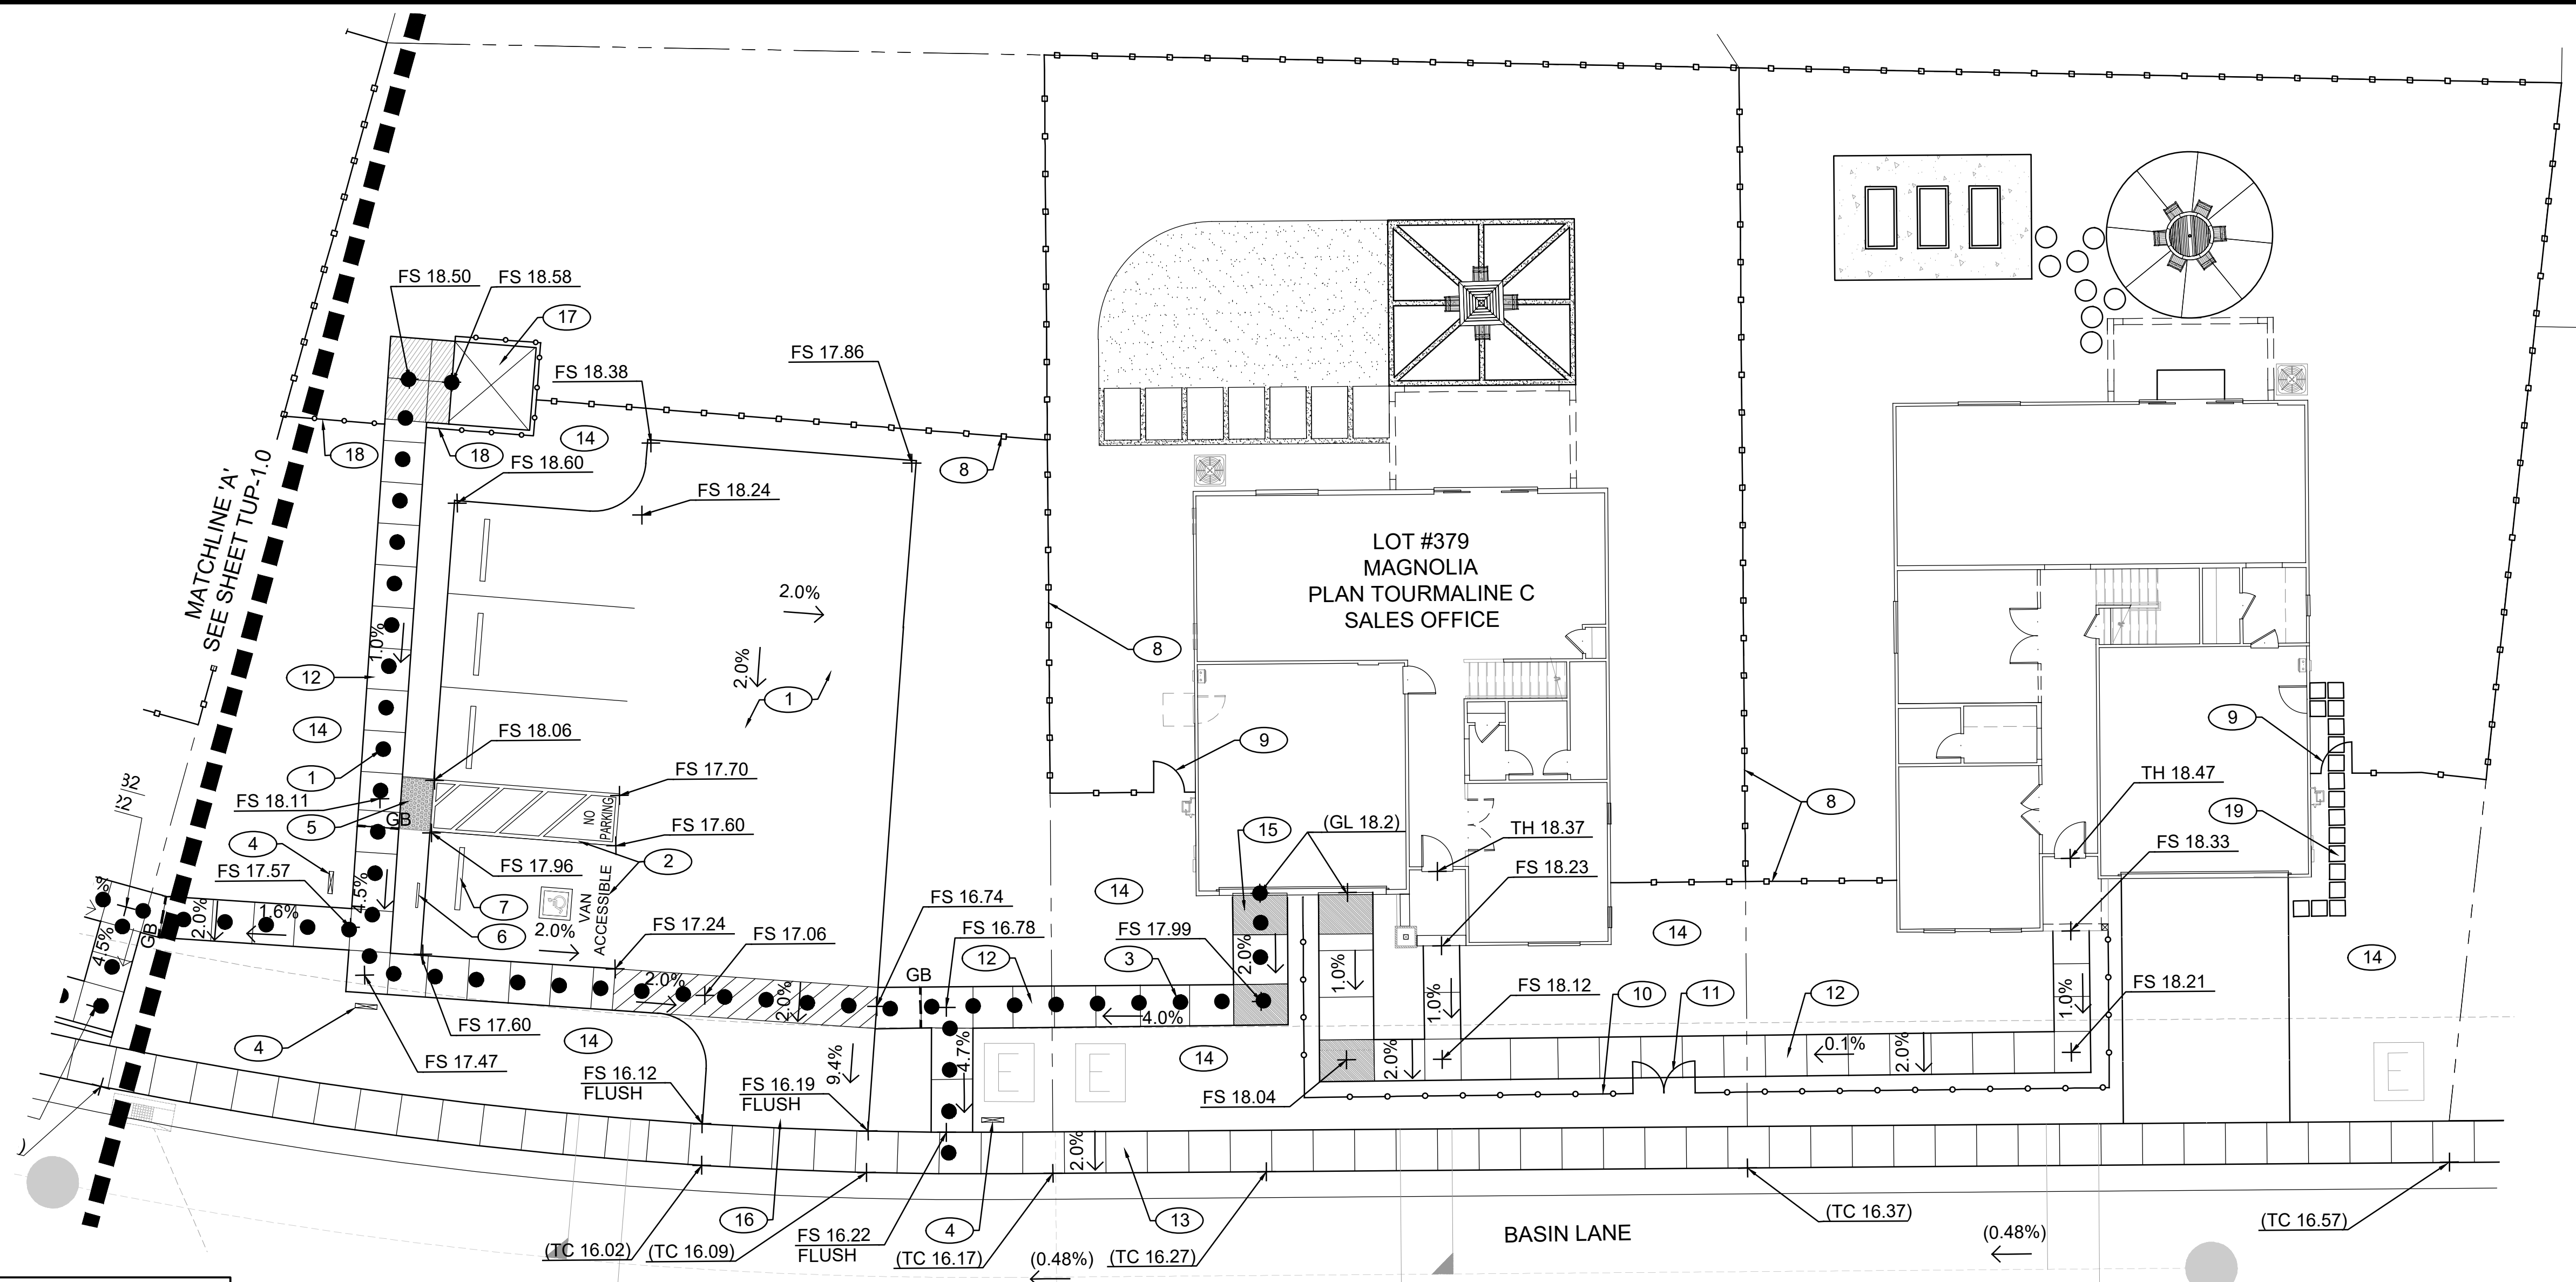 FS 18.50
FS 18.58
17
FS 18.38
FS 17.86
14
18
18
FS 18.60
8
FS 18.24
MATCHLINE 'A'
SEE SHEET TUP-1.0
LOT #379
MAGNOLIA
PLAN TOURMALINE C
SALES OFFICE
2.0%
1.0%
2.0%
8
12
1
14
FS 18.06
9
9
1
FS 17.70
TH 18.47
32
22
FS 18.11
NO
PARKING
8
19
5
GB
FS 17.60
15
(GL 18.2)
TH 18.37
FS 18.33
4
FS 17.96
2
FS 17.57
FS 18.23
4.5%
7
VAN
ACCESSIBLE
14
FS 16.74
%
2.0%
1.6%
6
2.0%
FS 17.24
FS 17.06
FS 16.78
FS 17.99
14
4.5%
GB
GB
12
3
2.0%
1.0%
14
2.0%
2.0%
1.0%
FS 18.12
10
11
12
1.0%
FS 18.21
4.0%
FS 17.60
4
14
FS 17.47
9.4%
4.7%
E
E
14
2.0%
0.1%
2.0%
E
FS 16.12
FLUSH
FS 16.19
FLUSH
FS 18.04
2.0%
)
16
FS 16.22
FLUSH
4
13
BASIN LANE
(TC 16.37)
(TC 16.57)
(TC 16.02)
(TC 16.09)
(TC 16.17)
(TC 16.27)
(0.48%)
(0.48%)